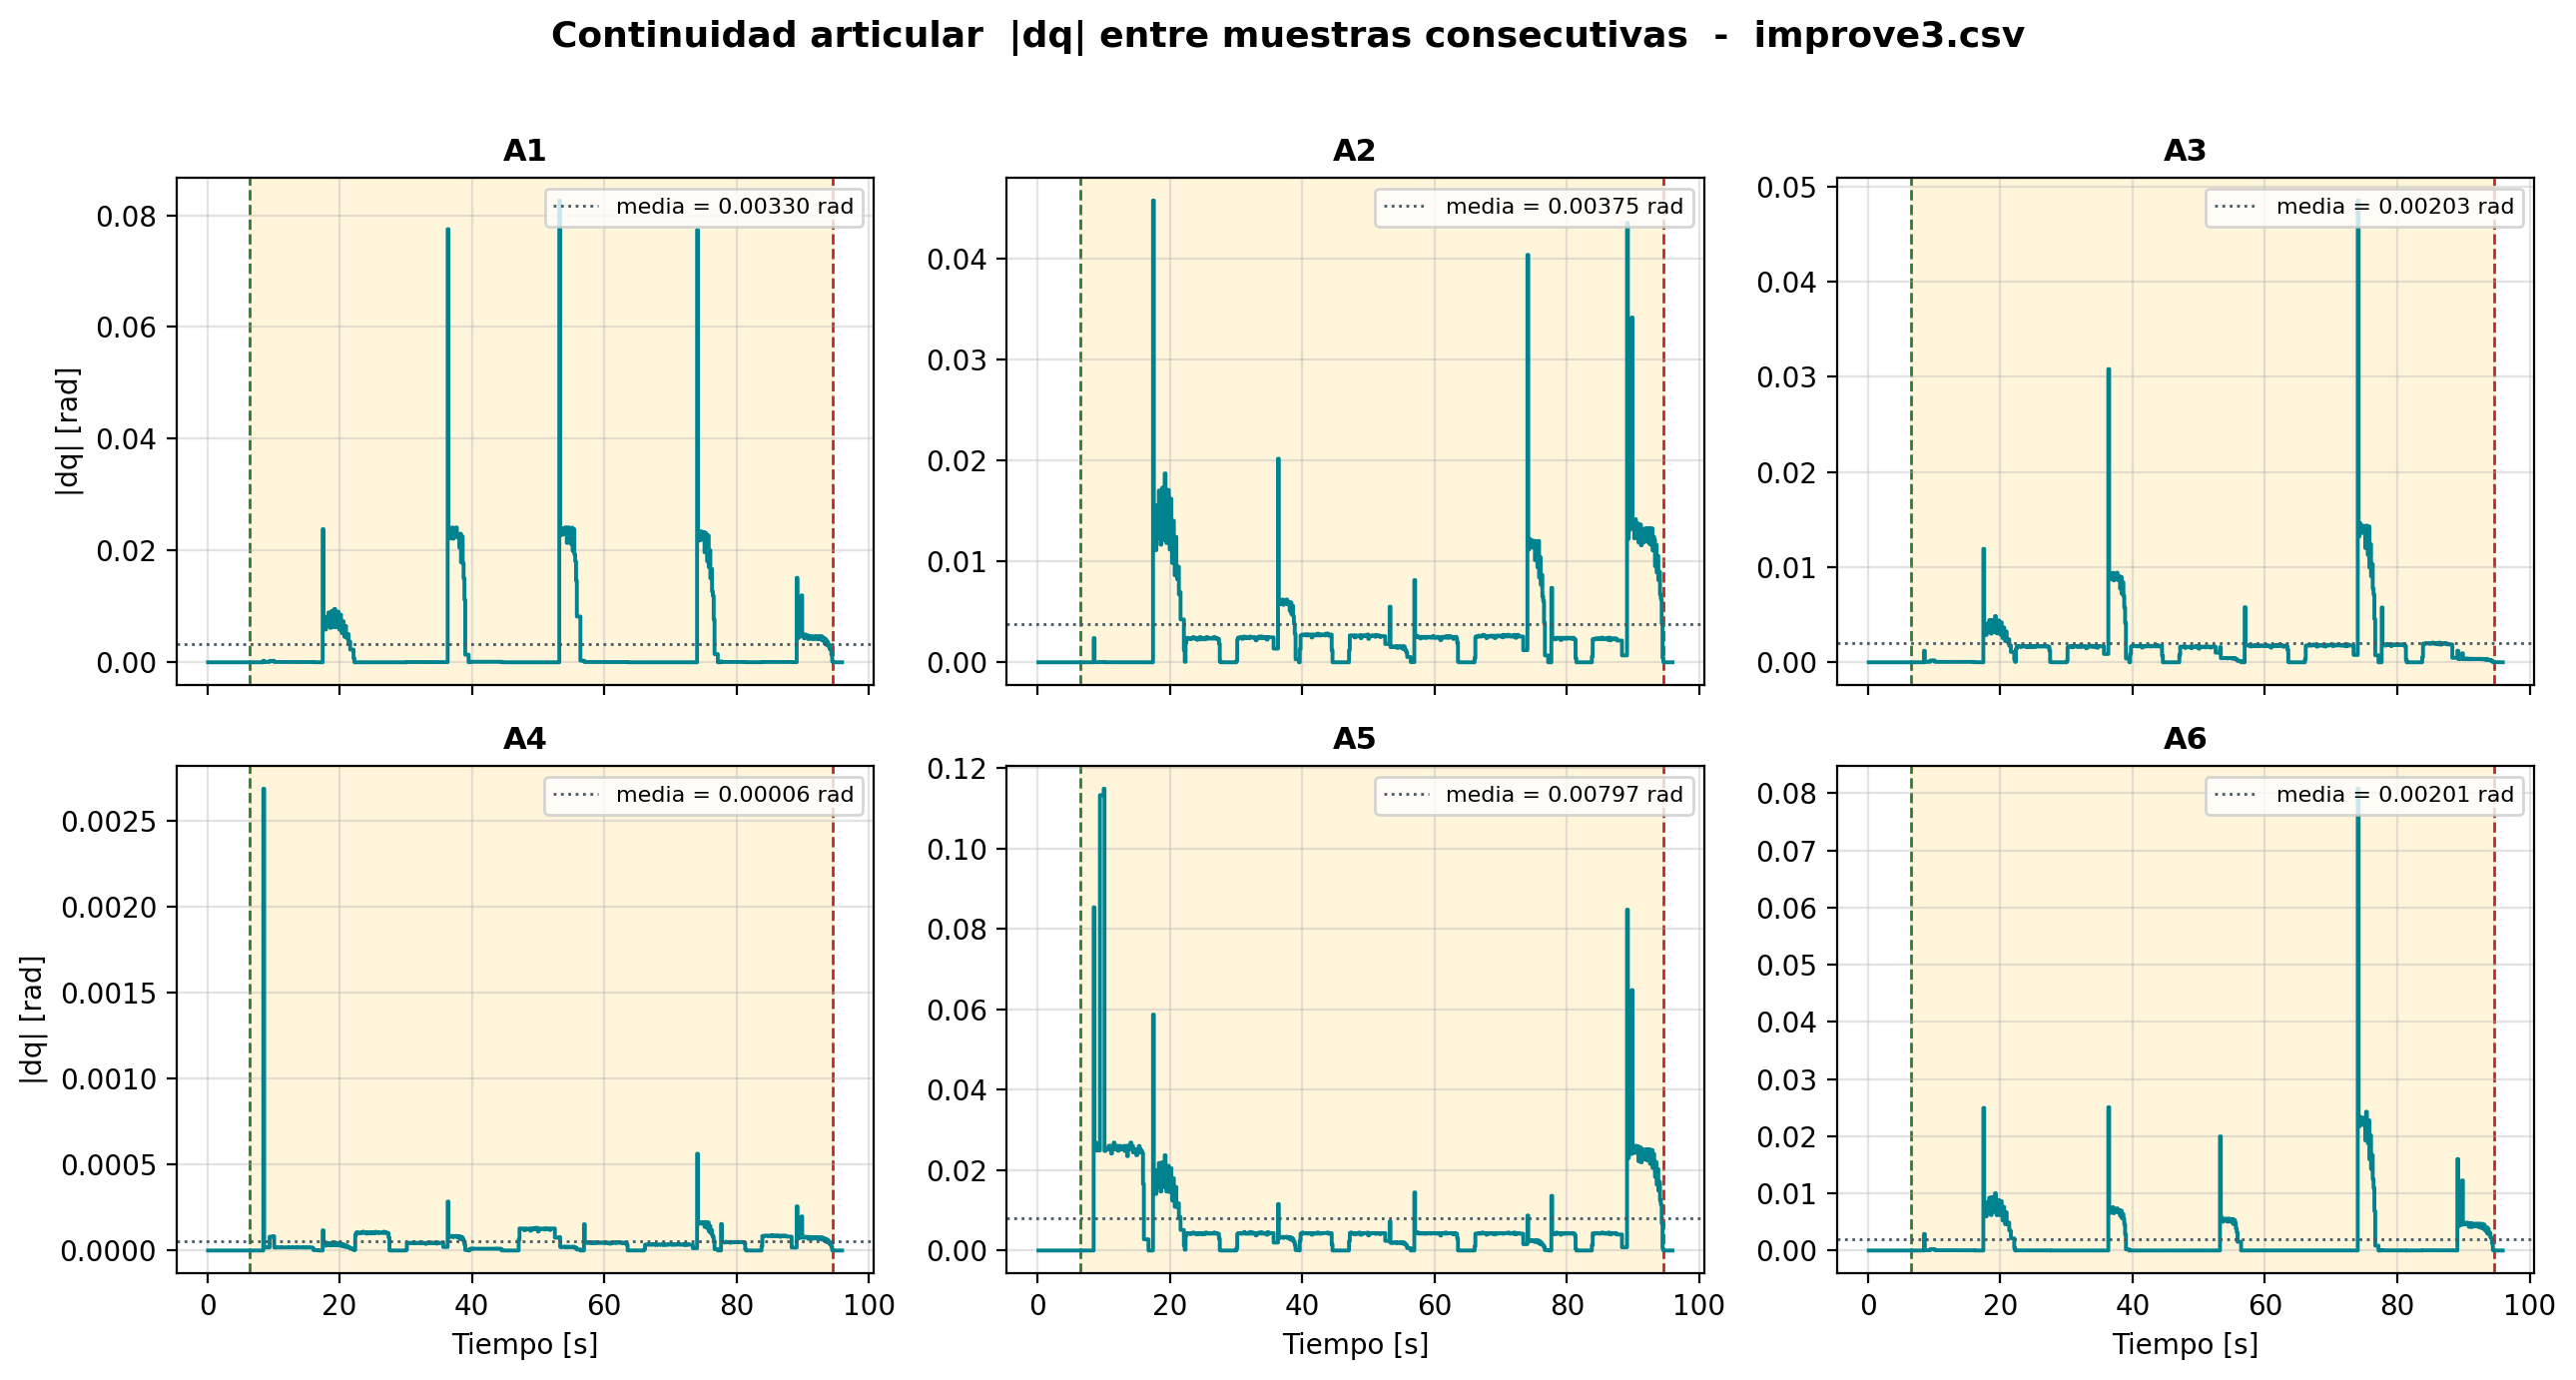 Continuidad articular |dq| entre muestras consecutivas - improve3.csv
A1
0.08
0.06
0.04
0.02
0.00
|dq| [rad]
media = 0.00330 rad
A2
0.04
0.03
0.02
0.01
0.00
media = 0.00375 rad
A3
0.05
0.04
0.03
0.02
0.01
0.00
media = 0.00203 rad
A4
0.0025
0.0020
0.0015
0.0010
0.0005
0.0000
|dq| [rad]
media = 0.00006 rad
0 20 40 60 80 100
Tiempo [s]
A5
0.12
0.10
0.08
0.06
0.04
0.02
0.00
media = 0.00797 rad
0 20 40 60 80 100
Tiempo [s]
A6
0.08
0.07
0.06
0.05
0.04
0.03
0.02
0.01
0.00
media = 0.00201 rad
0 20 40 60 80 100
Tiempo [s]